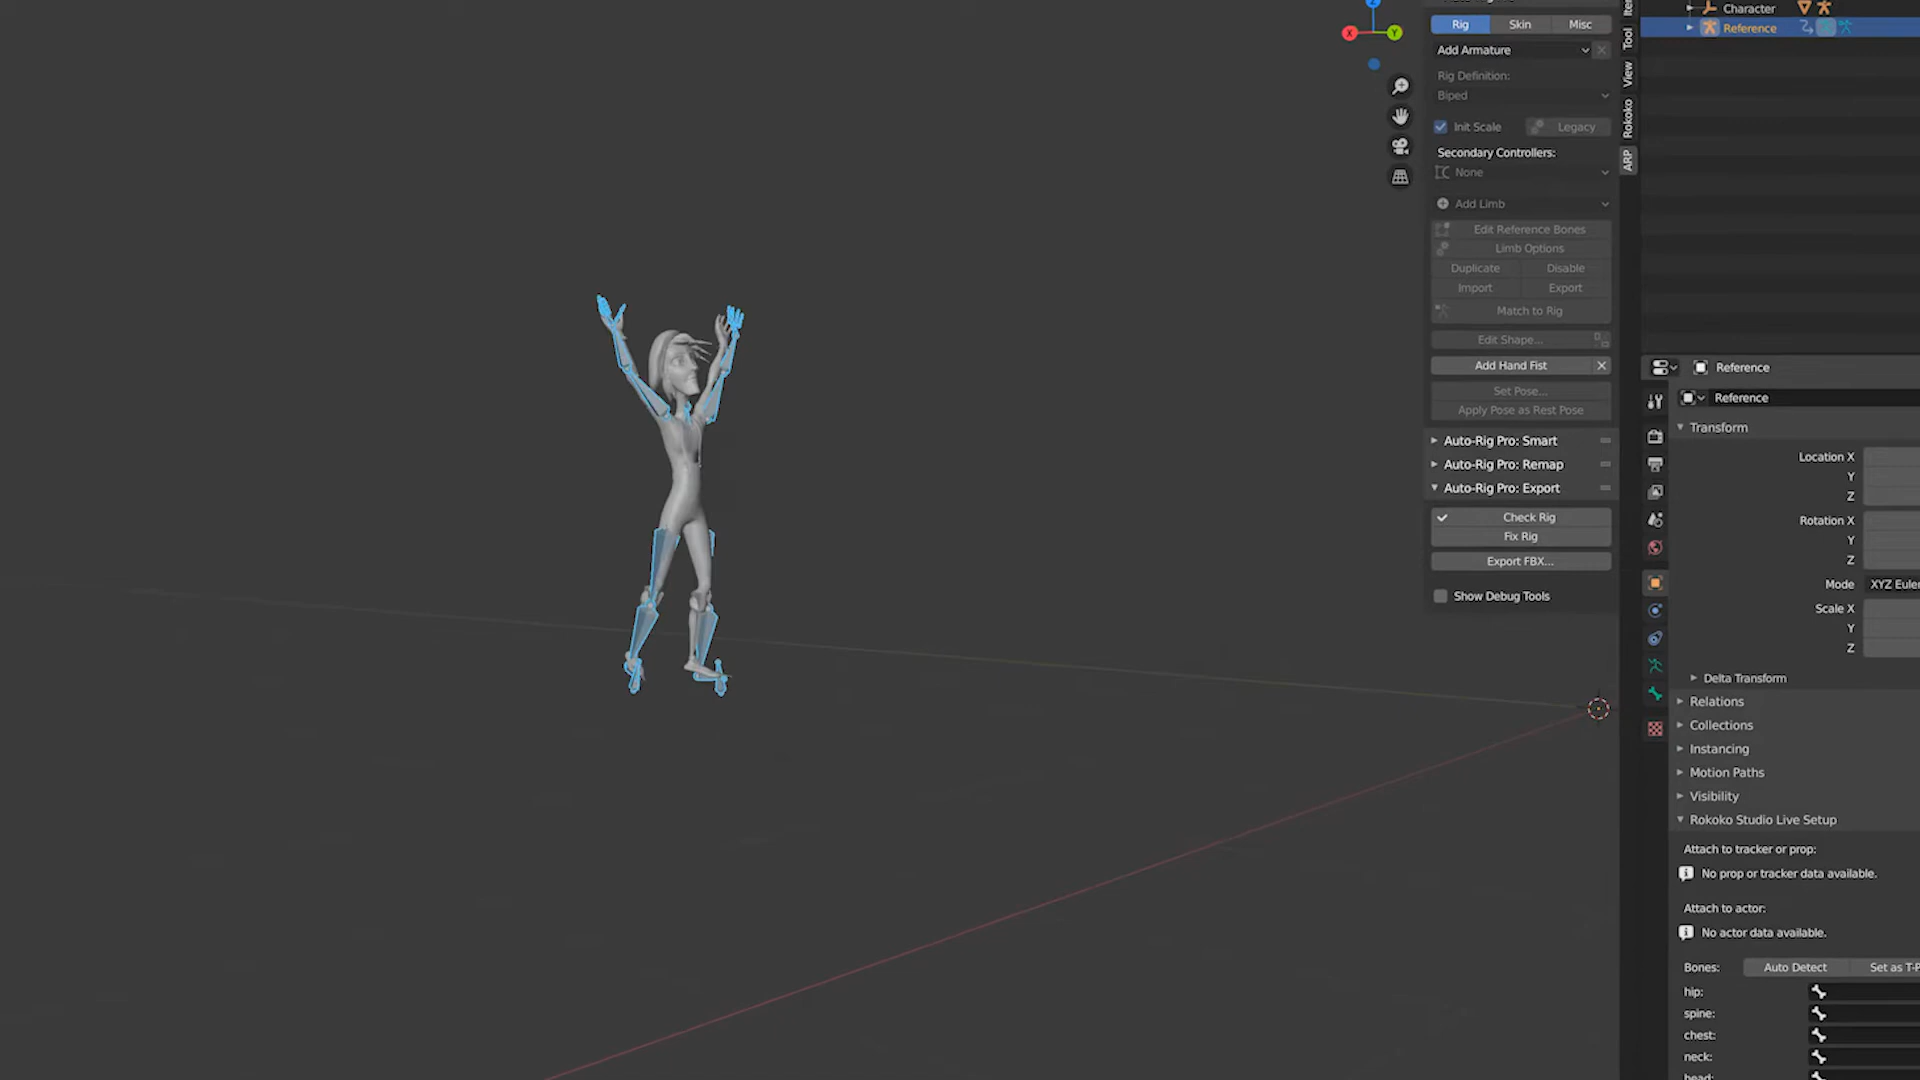 X
Y
Rig
Skin
Misc
Add Armature
Rig Definition:
Biped
Init Scale
Legacy
Secondary Controllers:
None
Add Limb
Edit Reference Bones
Limb Options
Duplicate
Disable
Import
Export
Match to Rig
Edit Shape...
Add Hand Fist
Set Pose...
Apply Pose as Rest Pose
Auto-Rig Pro: Smart
Auto-Rig Pro: Remap
Auto-Rig Pro: Export
Check Rig
Fix Rig
Export FBX...
Show Debug Tools
Tool
View
Rokoko
ARP
Character
Reference
Reference
Reference
Transform
Location X
Y
Z
Rotation X
Y
Z
Mode XYZ Euler
Scale X
Y
Z
Delta Transform
Relations
Collections
Instancing
Motion Paths
Visibility
Rokoko Studio Live Setup
Attach to tracker or prop:
No prop or tracker data available.
Attach to actor:
No actor data available.
Bones:
Auto Detect
Set as T-P
hip:
spine:
chest:
neck: